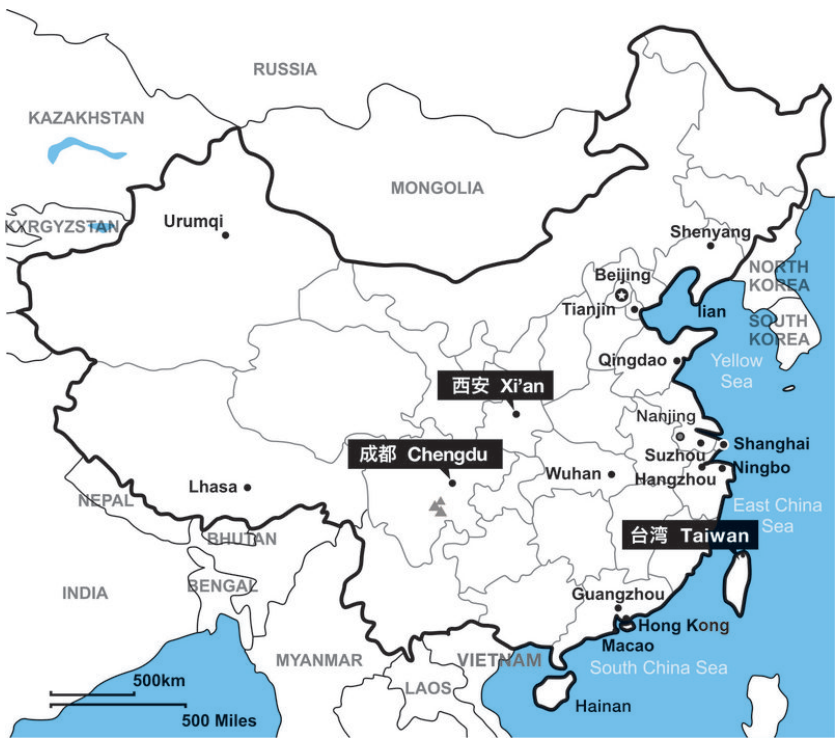 RUSSIA
KAZAKHSTAN
MONGOLIA
KYRGYZSTAN
Urumqi
Shenyang
Beijing
NORTH
KOREA
Tianjin
lian
SOUTH
KOREA
Qingdao
Yellow
Sea
西安 Xi'an
Nanjing
Shanghai
成都 Chengdu
Suzhou
Wuhan
Ningbo
Hangzhou
Lhasa
NEPAL
East China
Sea
BHUTAN
台湾 Taiwan
BENGAL
INDIA
Guangzhou
Hong Kong
Macao
MYANMAR
VIETNAM
South China Sea
LAOS
500km
Hainan
500 Miles